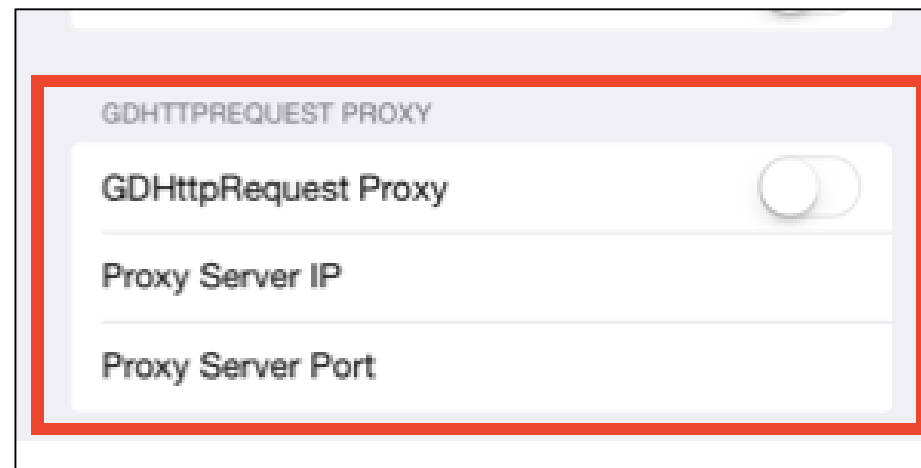 GDHTTPREQUEST PROXY
GDHttpRequest Proxy
Proxy Server IP
Proxy Server Port